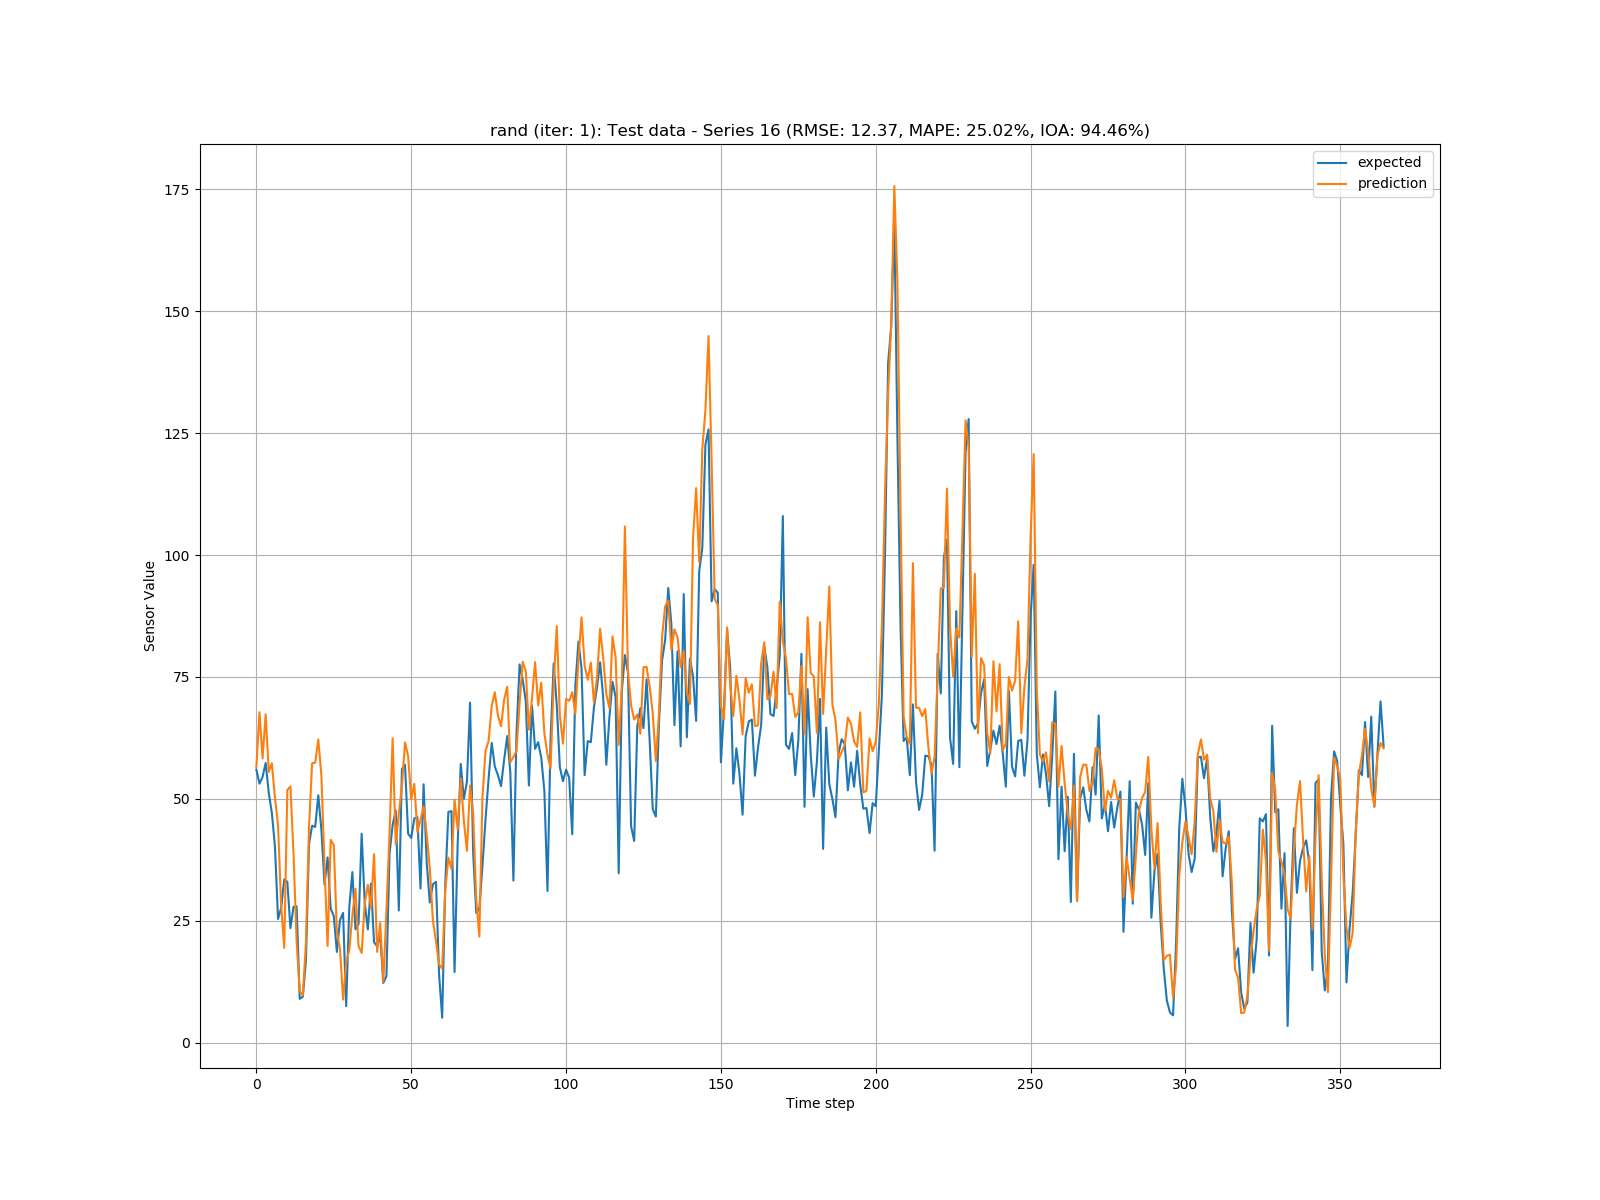 rand (iter: 1): Test data - Series 16 (RMSE: 12.37, MAPE: 25.02%, IOA: 94.46%)
expected
prediction
175
150
125
100
75
50
25
0
Sensor Value
0 50 100 150 200 250 300 350
Time step